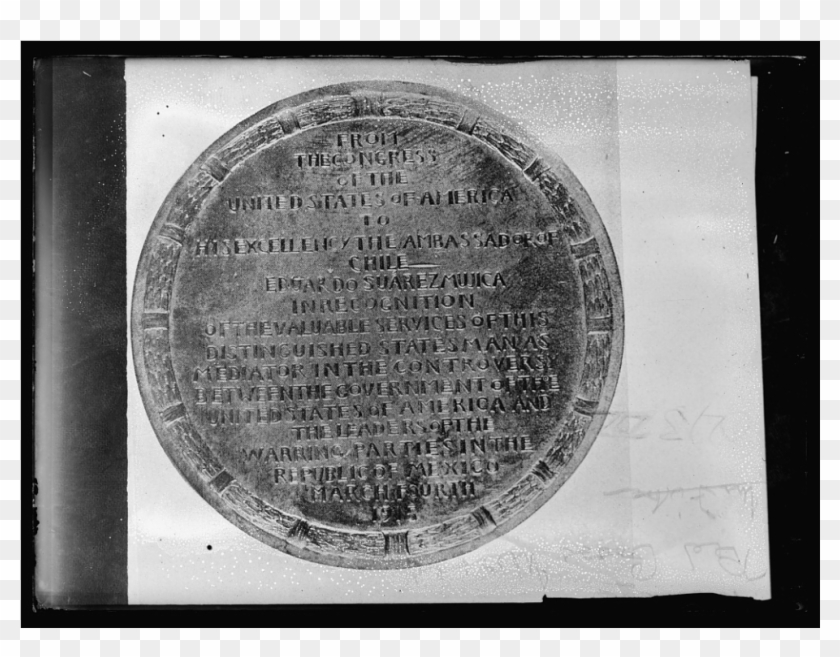 FROM
THE CONGRESS
OF THE
UNITED STATES OF AMERICA
TO
HIS EXCELLENCY THE AMBASSADOR OF
CHILE
EDGARDO SUAREZ MUJICA
IN RECOGNITION
OF THE VALUABLE SERVICES OF THIS
DISTINGUISHED STATESMAN AS
MEDIATOR IN THE CONTROVERSY
BETWEEN THE GOVERNMENT OF THE
UNITED STATES OF AMERICA AND
THE LEADERS OF THE
WARRING PARTIES IN THE
REPUBLIC OF MEXICO
MARCH FOURTH